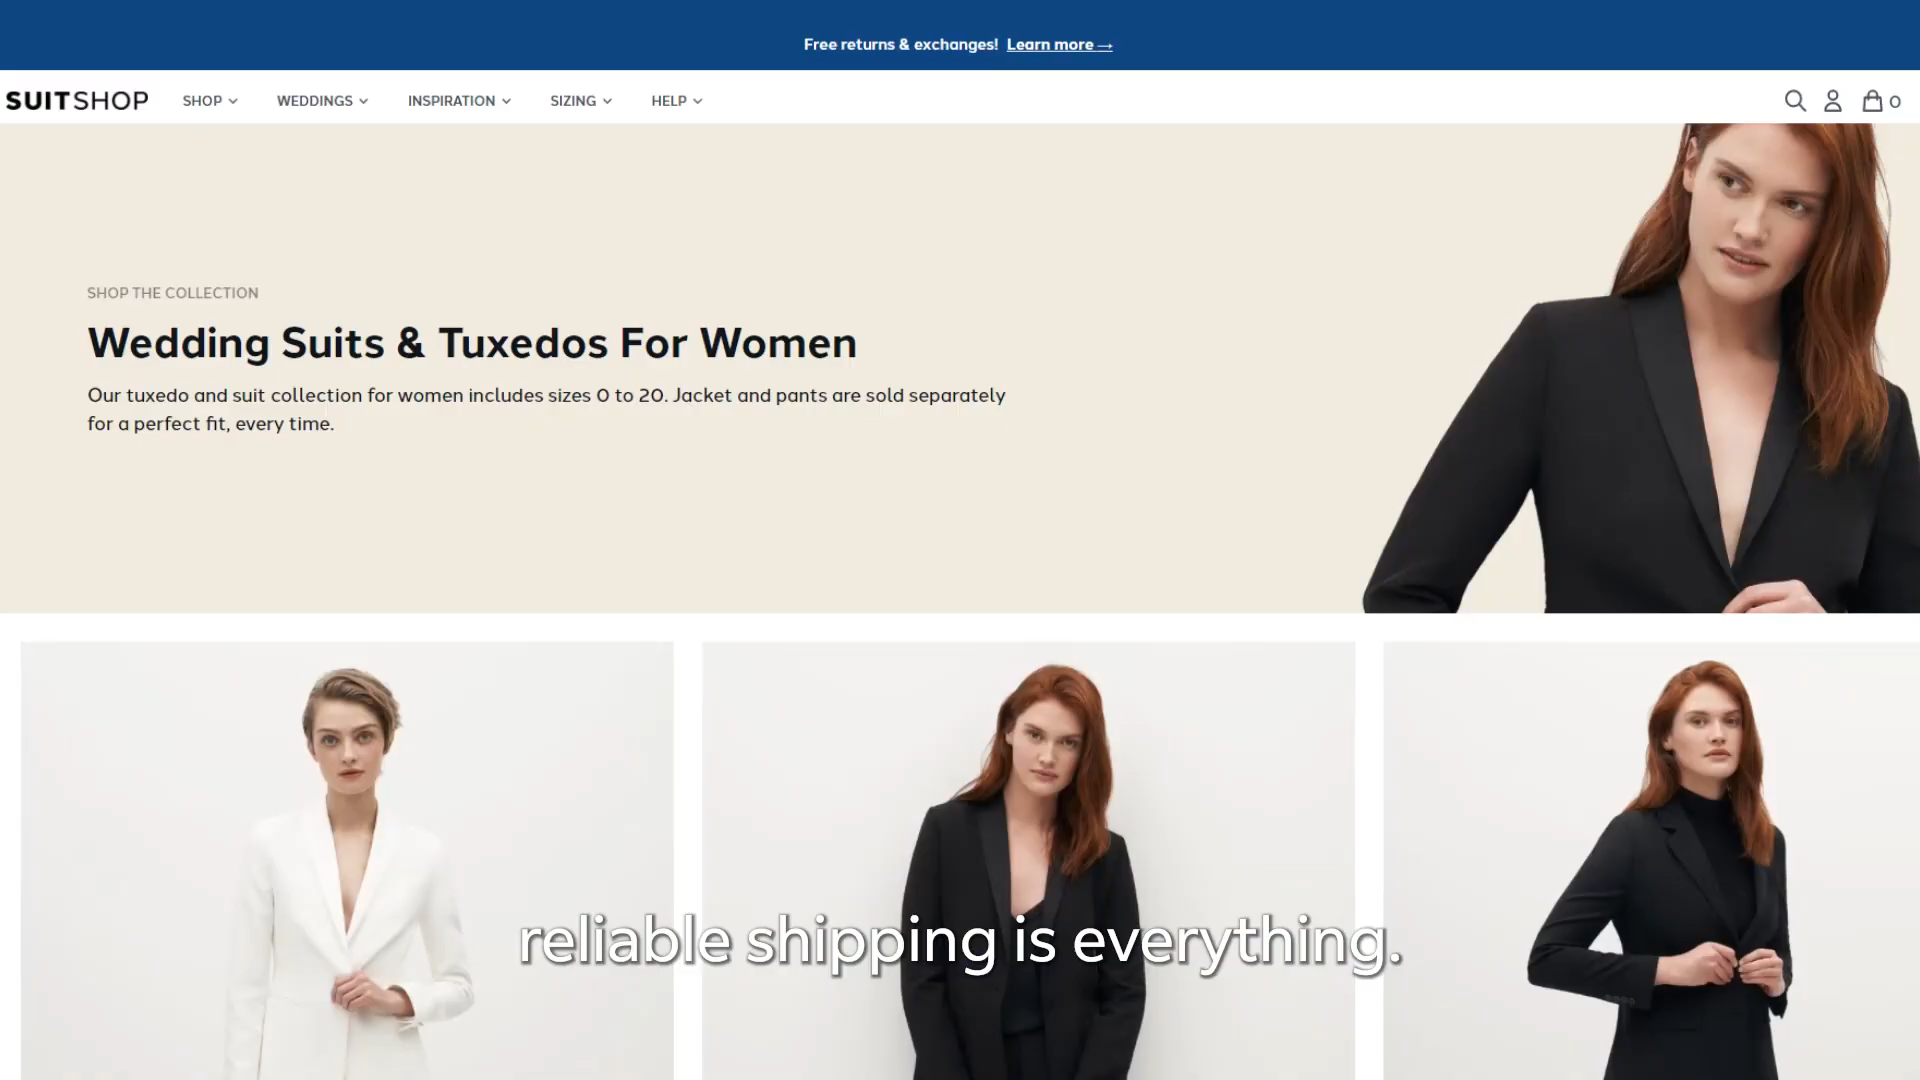 Free returns & exchanges! Learn more →
SUITSHOP SHOP WEDDINGS INSPIRATION SIZING HELP 0
SHOP THE COLLECTION
Wedding Suits & Tuxedos For Women
Our tuxedo and suit collection for women includes sizes 0 to 20. Jacket and pants are sold separately
for a perfect fit, every time.
reliable shipping is everything.